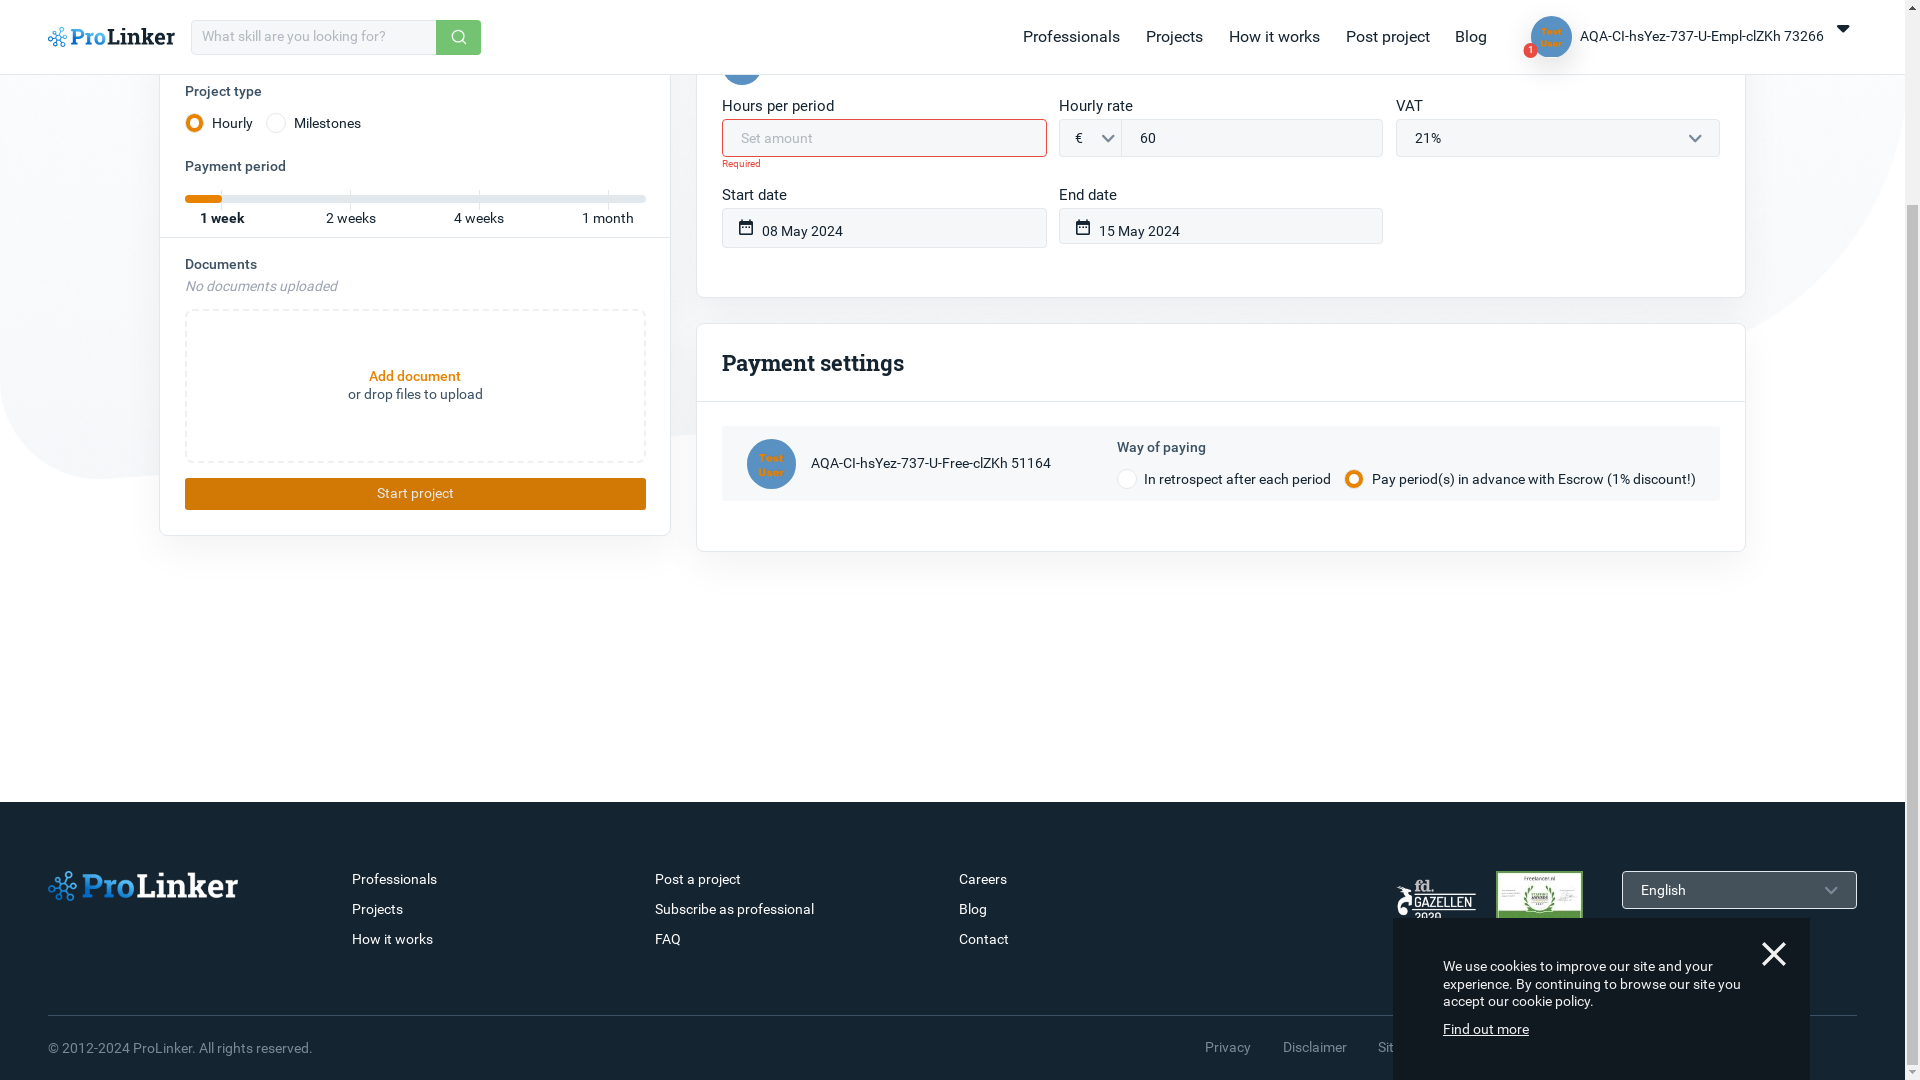 ProLinker
What skill are you looking for?
Professionals
Projects
How it works
Post project
Blog
Test
User
1
AQA-CI-hsYez-737-U-Empl-clZKh 73266
Project type
Hourly
Milestones
Payment period
1 week
2 weeks
4 weeks
1 month
Documents
No documents uploaded
Add document
or drop files to upload
Start project
Hours per period
Set amount
Required
Hourly rate
€
60
VAT
21%
Start date
08 May 2024
End date
15 May 2024
Payment settings
Test
User
AQA-CI-hsYez-737-U-Free-clZKh 51164
Way of paying
In retrospect after each period
Pay period(s) in advance with Escrow (1% discount!)
ProLinker
Professionals
Projects
How it works
Post a project
Subscribe as professional
FAQ
Careers
Blog
Contact
fd.
GAZELLEN
2020
Freelancer.nl
English
We use cookies to improve our site and your
experience. By continuing to browse our site you
accept our cookie policy.
Find out more
© 2012-2024 ProLinker. All rights reserved.
Privacy
Disclaimer
Sit